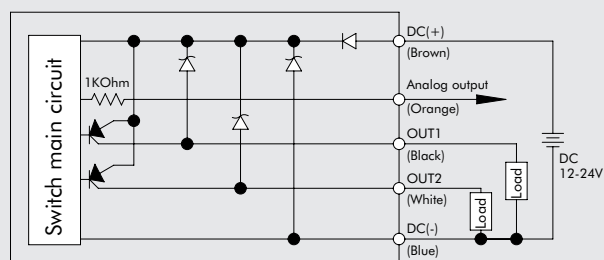 DC(+)
(Brown)
1KOhm
Analog output
(Orange)
Switch main circuit
OUT1
(Black)
OUT2
(White)
DC(-)
(Blue)
Load
Load
DC
12-24V